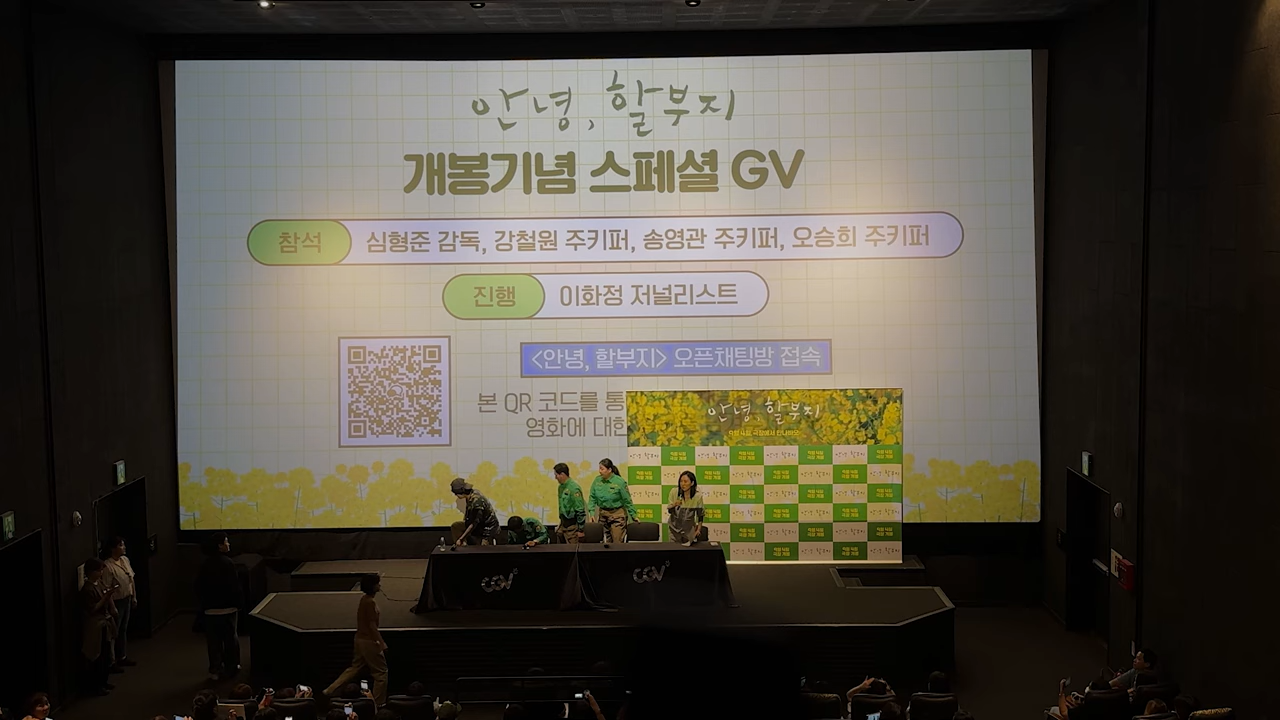 안녕, 할부지
개봉기념 스페셜 GV
참석 심형준 감독, 강철원 주키퍼, 송영관 주키퍼, 오승희 주키퍼
진행 이화정 저널리스트
<안녕, 할부지> 오픈채팅방 접속
본 QR 코드를 통
영화에 대한
안녕, 할부지
CGV
CGV